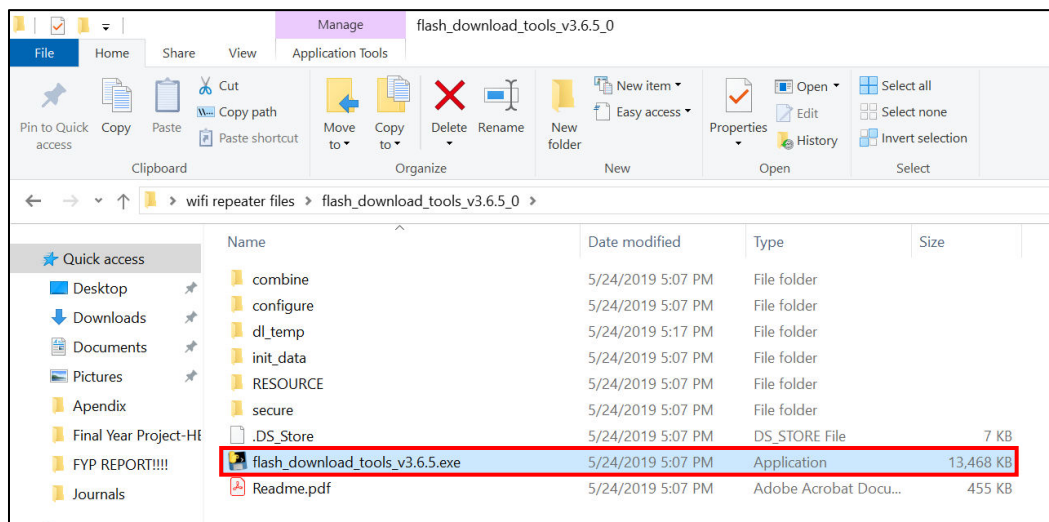 Manage flash_download_tools_v3.6.5_0
File Home Share View Application Tools
Pin to Quick access
Copy
Paste
Cut
Copy path
Paste shortcut
Clipboard
Move to
Copy to
Delete
Rename
Organize
New folder
New item
Easy access
New
Properties
Open
Edit
History
Open
Select all
Select none
Invert selection
Select
wifi repeater files > flash_download_tools_v3.6.5_0 >
Quick access
Desktop
Downloads
Documents
Pictures
Apendix
Final Year Project-HE
FYP REPORT!!!!
Journals
Name Date modified Type Size
combine 5/24/2019 5:07 PM File folder
configure 5/24/2019 5:07 PM File folder
dl_temp 5/24/2019 5:17 PM File folder
init_data 5/24/2019 5:07 PM File folder
RESOURCE 5/24/2019 5:07 PM File folder
secure 5/24/2019 5:07 PM File folder
.DS_Store 5/24/2019 5:07 PM DS_STORE File 7 KB
flash_download_tools_v3.6.5.exe 5/24/2019 5:07 PM Application 13,468 KB
Readme.pdf 5/24/2019 5:07 PM Adobe Acrobat Docu... 455 KB